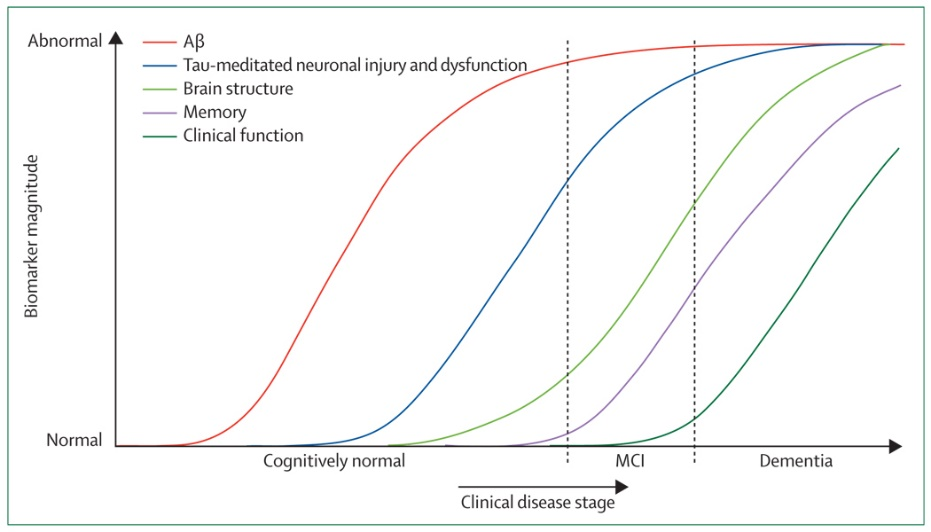 Abnormal
Aβ
Tau-meditated neuronal injury and dysfunction
Brain structure
Memory
Clinical function
Biomarker magnitude
Normal
Cognitively normal
MCI
Dementia
Clinical disease stage